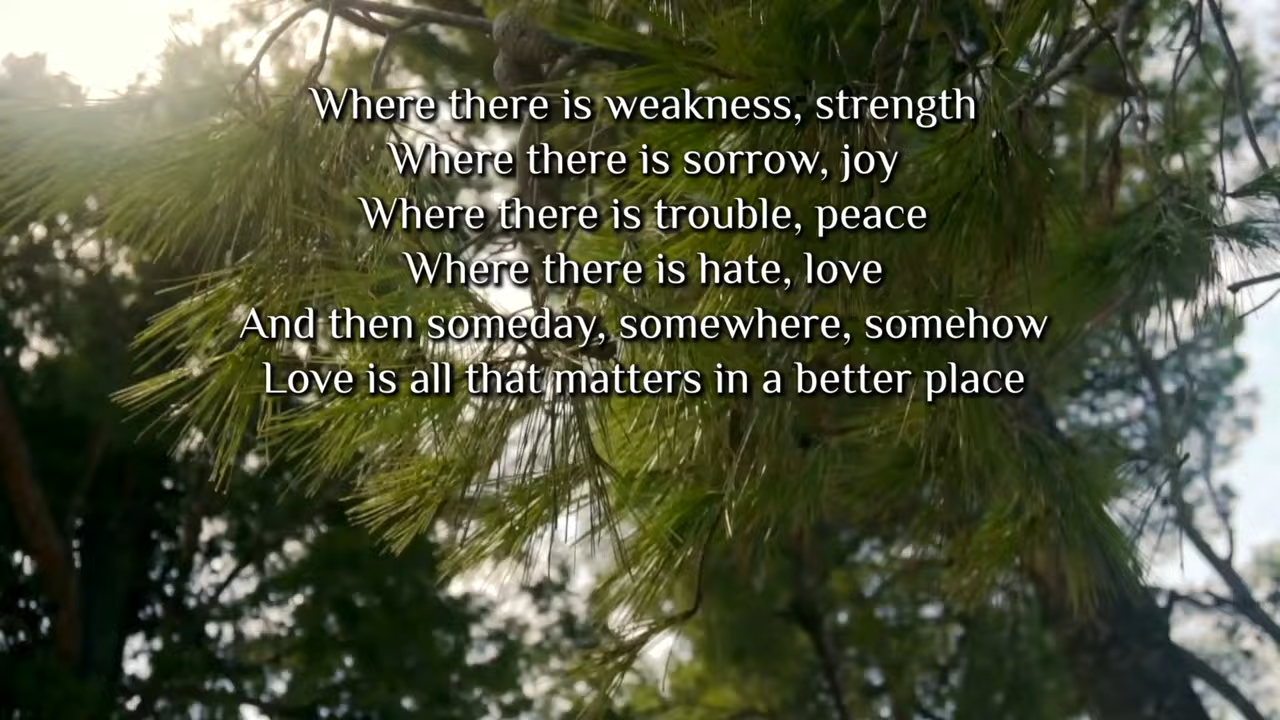 Where there is weakness, strength
Where there is sorrow, joy
Where there is trouble, peace
Where there is hate, love
And then someday, somewhere, somehow
Love is all that matters in a better place